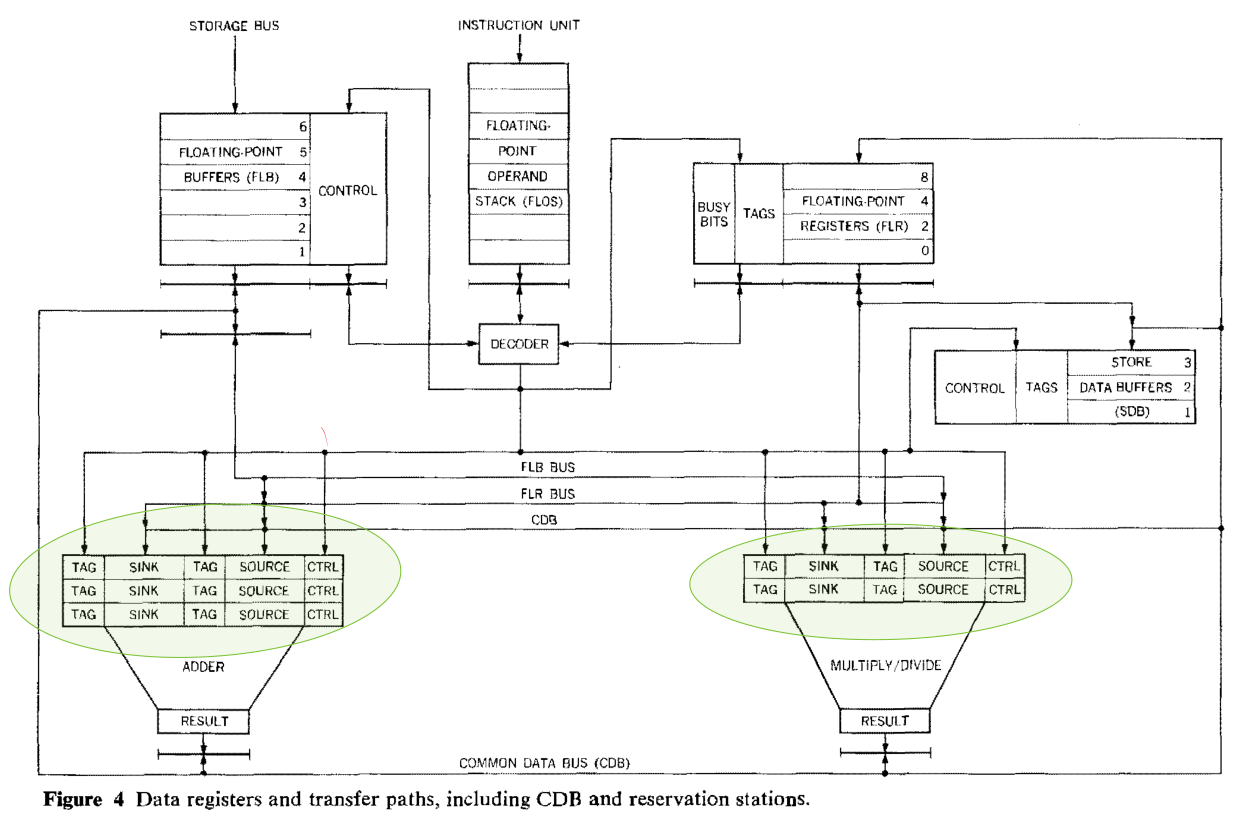 STORAGE BUS
INSTRUCTION UNIT
6
FLOATING-POINT 5
BUFFERS (FLB) 4
3
2
1
CONTROL
FLOATING-
POINT
OPERAND
STACK (FLOS)
BUSY
BITS
TAGS
8
FLOATING-POINT 4
REGISTERS (FLR) 2
0
DECODER
CONTROL
TAGS
STORE 3
DATA BUFFERS 2
(SDB) 1
FLB BUS
FLR BUS
CDB
TAG SINK TAG SOURCE CTRL
TAG SINK TAG SOURCE CTRL
TAG SINK TAG SOURCE CTRL
ADDER
RESULT
TAG SINK TAG SOURCE CTRL
TAG SINK TAG SOURCE CTRL
MULTIPLY/DIVIDE
RESULT
COMMON DATA BUS (CDB)
Figure 4 Data registers and transfer paths, including CDB and reservation stations.